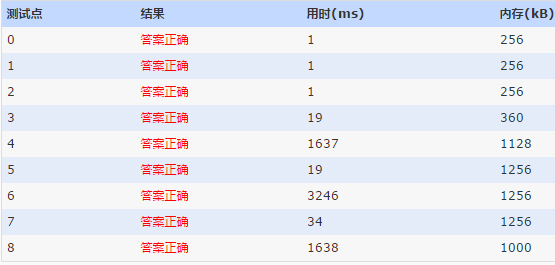 测试点 结果 用时(ms) 内存(kB)
0 答案正确 1 256
1 答案正确 1 256
2 答案正确 1 256
3 答案正确 19 360
4 答案正确 1637 1128
5 答案正确 19 1256
6 答案正确 3246 1256
7 答案正确 34 1256
8 答案正确 1638 1000